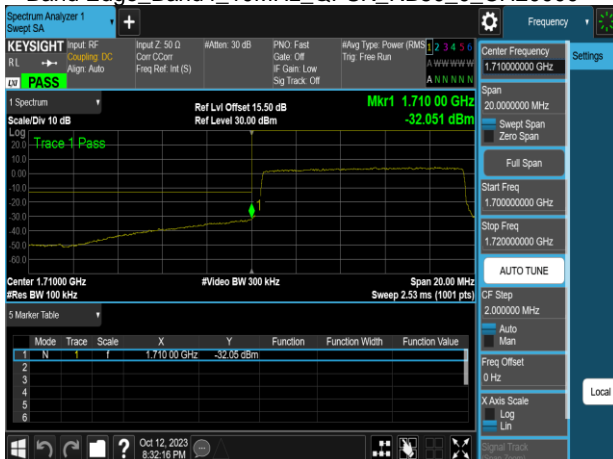 Spectrum Analyzer 1
Swept SA
Frequency
Settings
KEYSIGHT
RL
PASS
Input: RF
Coupling: DC
Align: Auto
Input Z: 50 Ω
Corr CCorr
Freq Ref: Int (S)
#Atten: 30 dB
PNO: Fast
Gate: Off
IF Gain: Low
Sig Track: Off
#Avg Type: Power (RMS
Trig: Free Run
1 2 3 4 5 6
A W W W W W
A N N N N N
1 Spectrum
Scale/Div 10 dB
Ref Lvl Offset 15.50 dB
Ref Level 30.00 dBm
Mkr1 1.710 00 GHz
-32.051 dBm
Log
Trace 1 Pass
20.0
10.0
0.00
-10.0
-20.0
-30.0
-40.0
-50.0
-60.0
1
Center 1.71000 GHz
#Video BW 300 kHz
Span 20.00 MHz
#Res BW 100 kHz
Sweep 2.53 ms (1001 pts)
5 Marker Table
Mode Trace Scale X Y Function Function Width Function Value
1 N 1 f 1.710 00 GHz -32.05 dBm
2
3
4
5
6
Oct 12, 2023
8:32:16 PM
Center Frequency
1.710000000 GHz
Span
20.0000000 MHz
Swept Span
Zero Span
Full Span
Start Freq
1.700000000 GHz
Stop Freq
1.720000000 GHz
AUTO TUNE
CF Step
2.000000 MHz
Auto
Man
Freq Offset
0 Hz
X Axis Scale
Log
Lin
Signal Track
Local